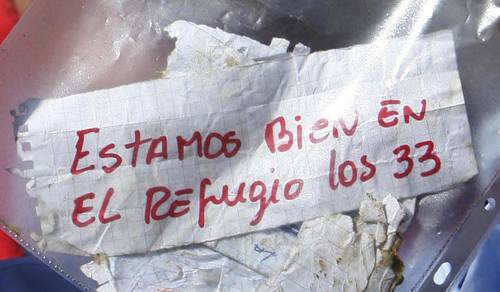 ESTAMOS BiEN EN
EL REfugio los 33